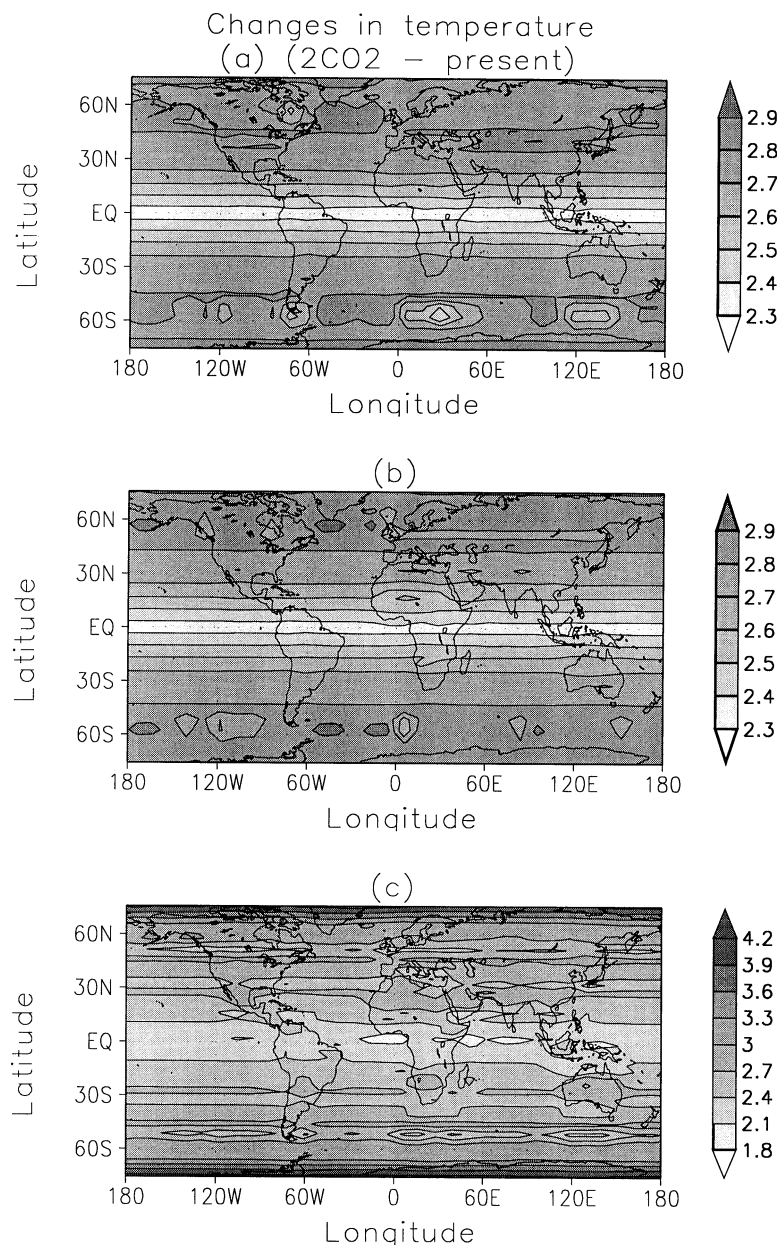 Changes in temperature
(a) (2CO2 – present)
Latitude
60N
30N
EQ
30S
60S
180 120W 60W 0 60E 120E 180
Longitude
2.9
2.8
2.7
2.6
2.5
2.4
2.3
(b)
Latitude
60N
30N
EQ
30S
60S
180 120W 60W 0 60E 120E 180
Longitude
2.9
2.8
2.7
2.6
2.5
2.4
2.3
(c)
Latitude
60N
30N
EQ
30S
60S
180 120W 60W 0 60E 120E 180
Longitude
4.2
3.9
3.6
3.3
3
2.7
2.4
2.1
1.8